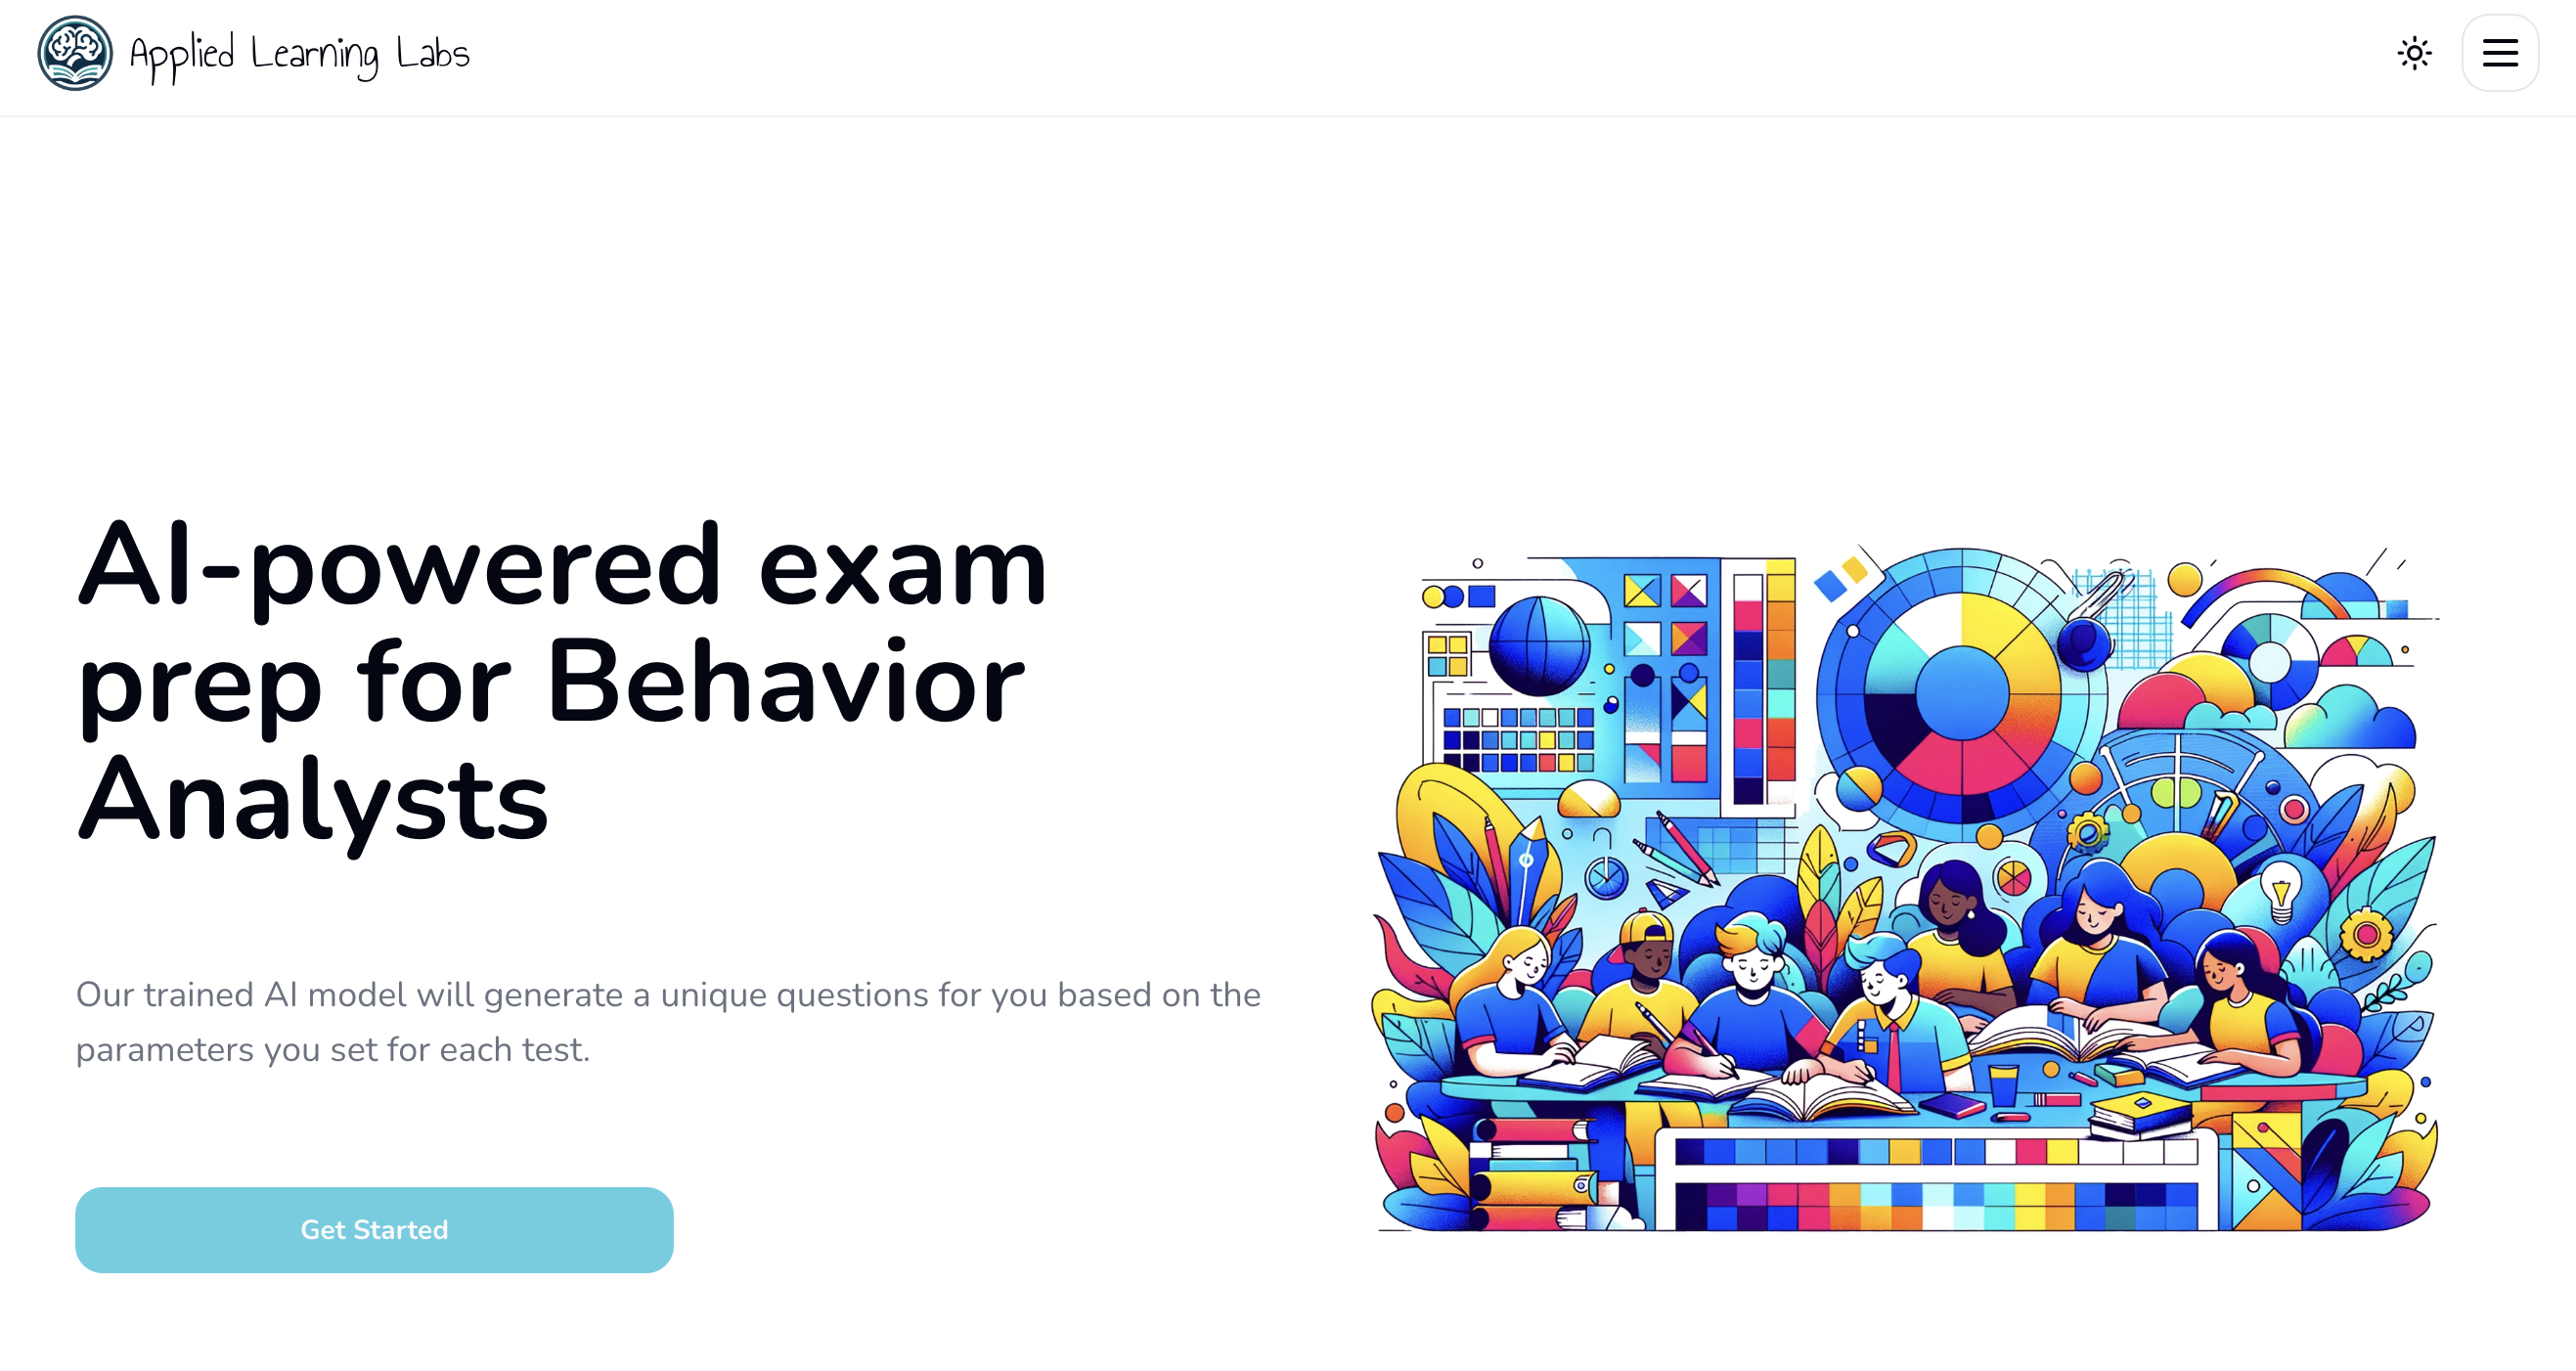 Applied Learning Labs
AI-powered exam
prep for Behavior
Analysts
Our trained AI model will generate a unique questions for you based on the
parameters you set for each test.
Get Started